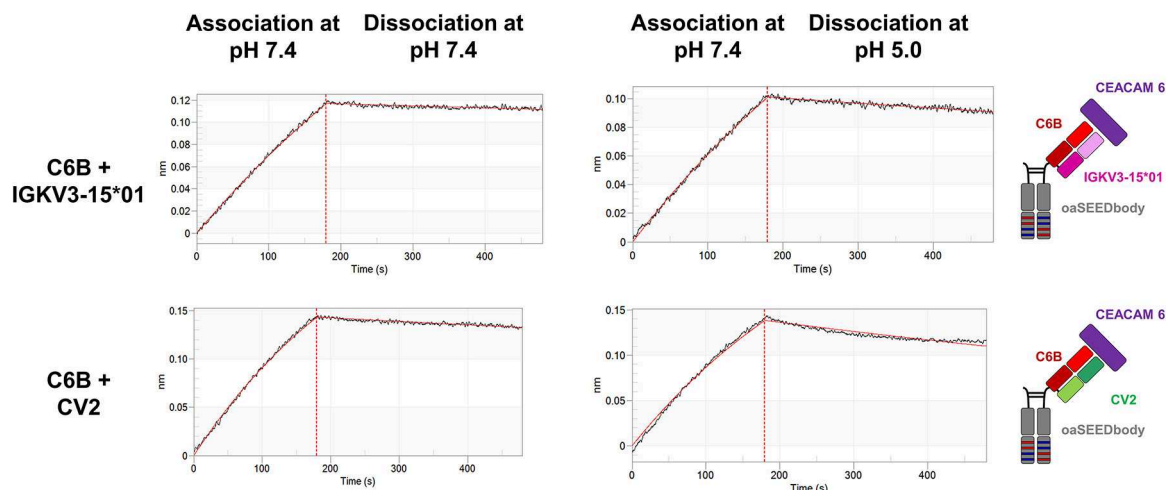 Association at
pH 7.4
Dissociation at
pH 7.4
Association at
pH 7.4
Dissociation at
pH 5.0
C6B +
IGKV3-15*01
nm
0.12
0.10
0.08
0.06
0.04
0.02
0
0 100 200 300 400
Time (s)
nm
0.10
0.08
0.06
0.04
0.02
0
0 100 200 300 400
Time (s)
CEACAM 6
C6B
IGKV3-15*01
oaSEEDbody
C6B +
CV2
nm
0.15
0.10
0.05
0
0 100 200 300 400
Time (s)
nm
0.15
0.10
0.05
0
0 100 200 300 400
Time (s)
CEACAM 6
C6B
CV2
oaSEEDbody